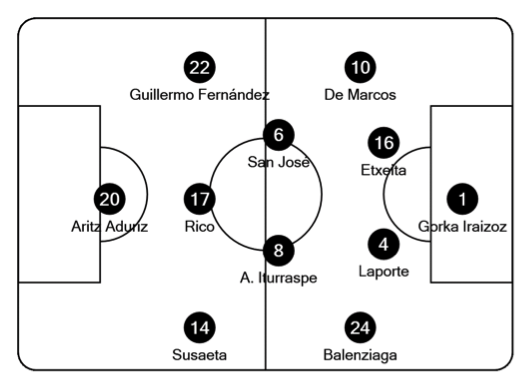 22
Guillermo Fernández
10
De Marcos
6
San José
16
Etxeita
20
Aritz Aduriz
17
Rico
1
Gorka Iraizoz
8
A. Iturraspe
4
Laporte
14
Susaeta
24
Balenziaga